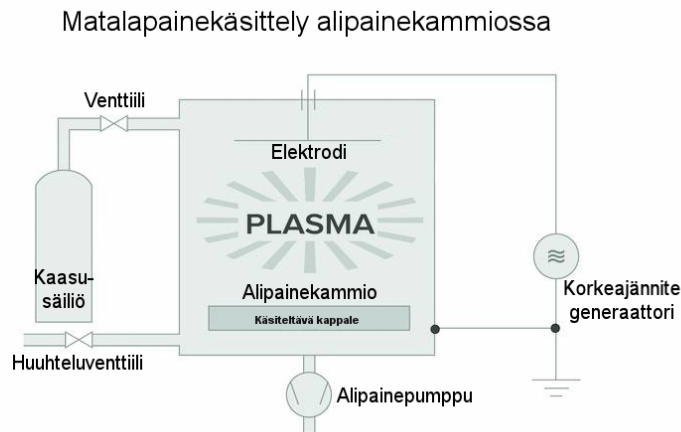 Matalapainekäsittely alipainekammiossa
Venttiili
Elektrodi
PLASMA
Kaasu-
säiliö
Alipainekammio
Käsiteltävä kappale
Korkeajännite
generaattori
Huuhteluventtiili
Alipainepumppu